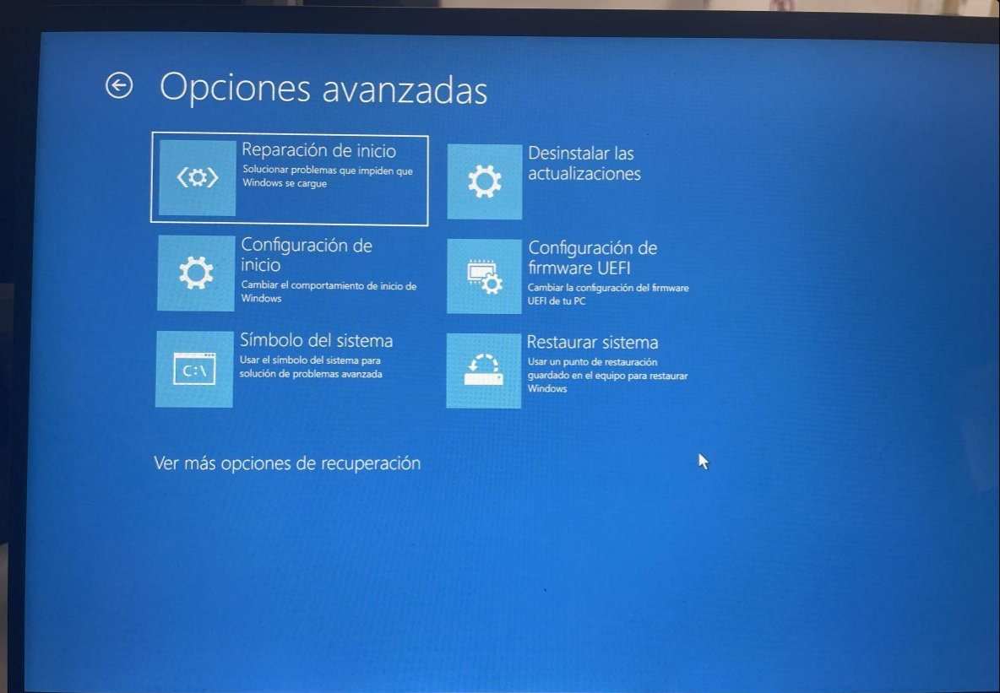 Opciones avanzadas
Reparación de inicio
Solucionar problemas que impiden que
Windows se cargue
Desinstalar las
actualizaciones
Configuración de
inicio
Cambiar el comportamiento de inicio de
Windows
Configuración de
firmware UEFI
Cambiar la configuración del firmware
UEFI de tu PC
C:\
Símbolo del sistema
Usar el símbolo del sistema para
solución de problemas avanzada
Restaurar sistema
Usar un punto de restauración
guardado en el equipo para restaurar
Windows
Ver más opciones de recuperación